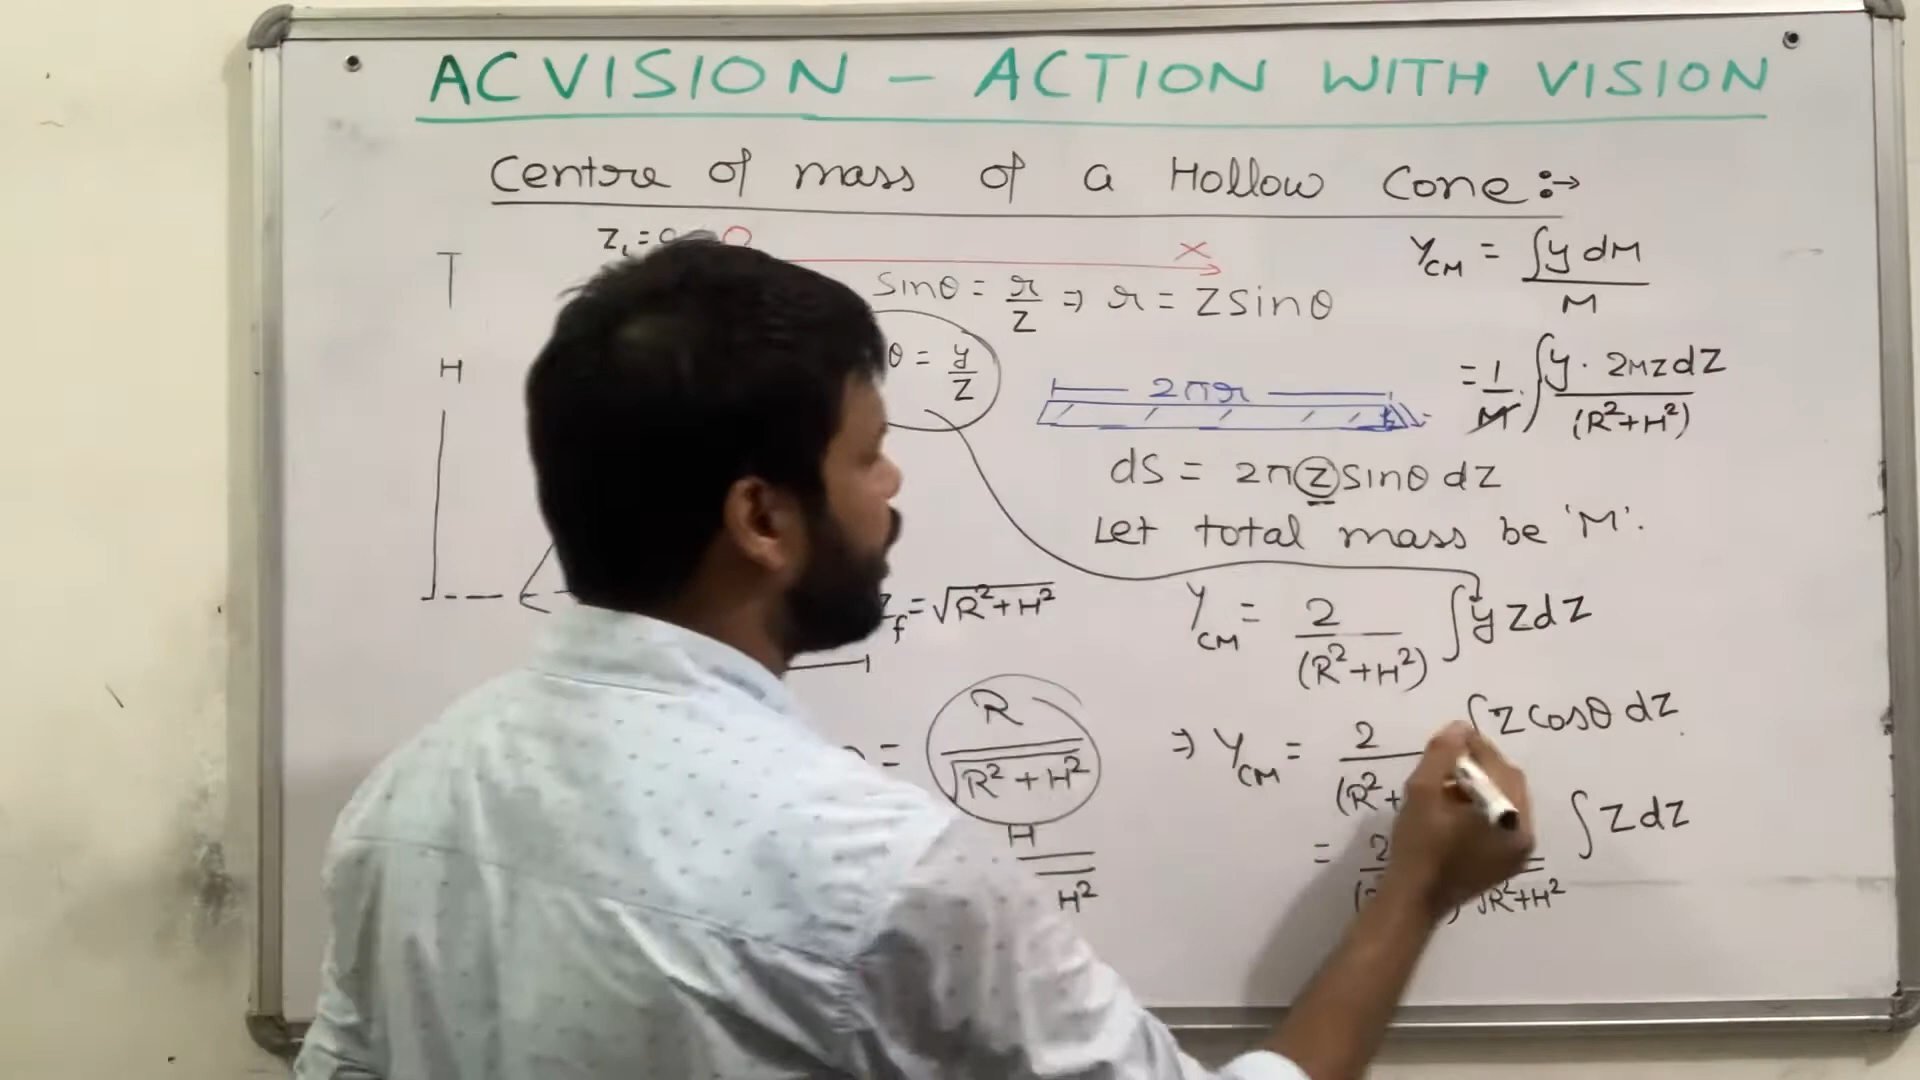 ACVISION – ACTION WITH VISION
Centre of mass of a Hollow Cone :→
Z₁ = 0
O
X
H
sinθ = r/Z ⇒ r = Z sinθ
θ = y/Z
2πr
dS = 2πZ sinθ dZ
Let total mass be 'M'.
Z_f = √R²+H²
= R/√R²+H²
H
H²
Y_CM = ∫y dM / M
= 1/M ∫ y · 2MZdZ / (R²+H²)
Y_CM = 2/(R²+H²) ∫y Z dZ
⇒ Y_CM = 2/(R²+ ∫Z Cosθ dZ
= 2 √R²+H² ∫Z dZ